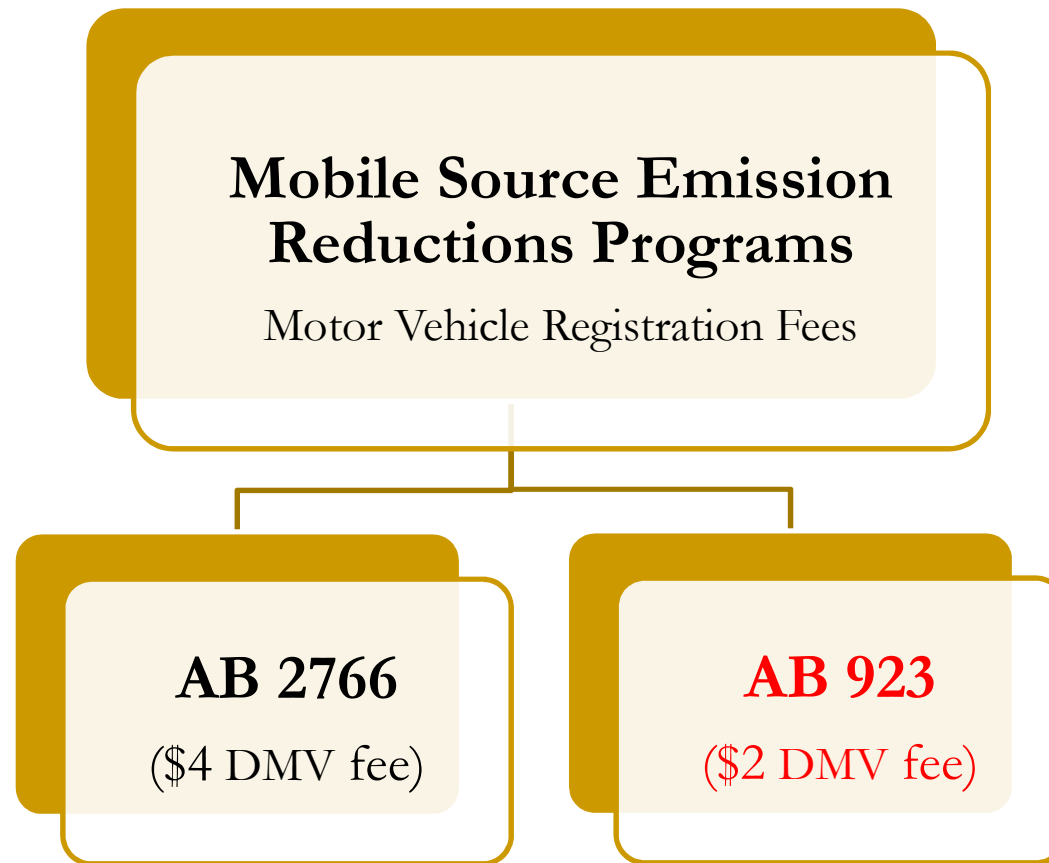 Mobile Source Emission
Reductions Programs
Motor Vehicle Registration Fees
AB 2766
($4 DMV fee)
AB 923
($2 DMV fee)